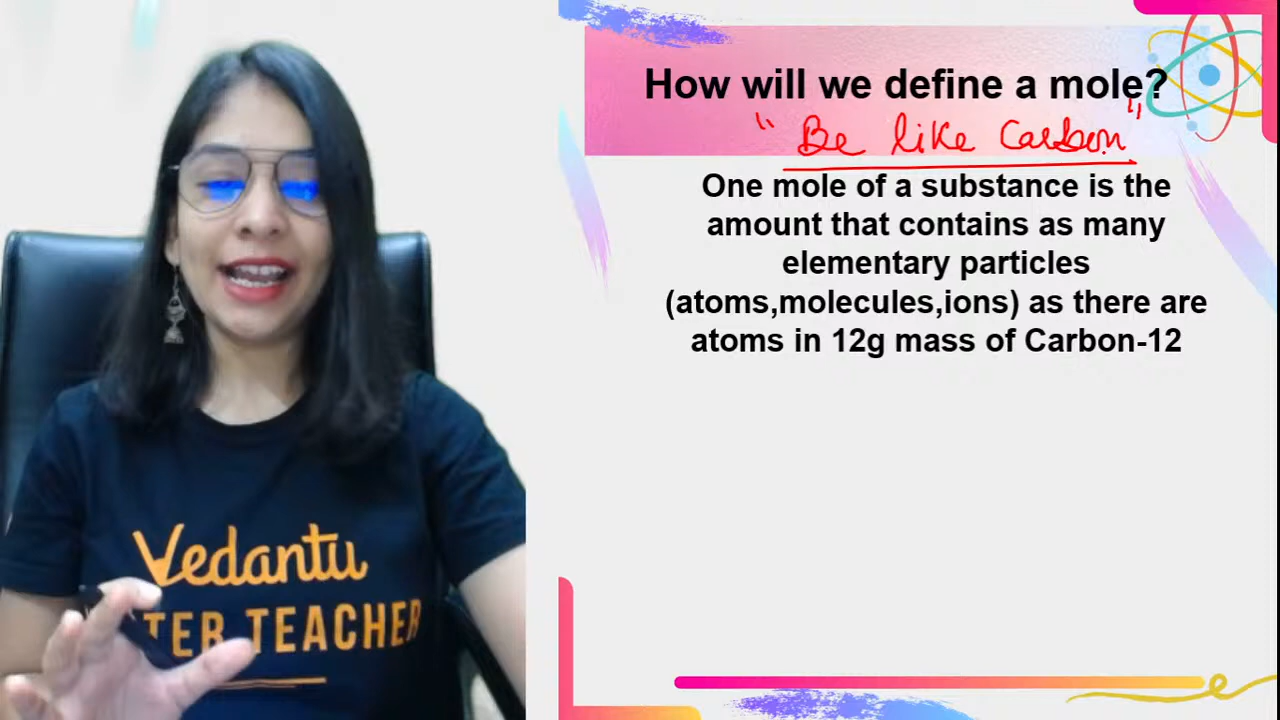 How will we define a mole?
"Be like Carbon"
One mole of a substance is the
amount that contains as many
elementary particles
(atoms,molecules,ions) as there are
atoms in 12g mass of Carbon-12
Vedantu
TEACHER